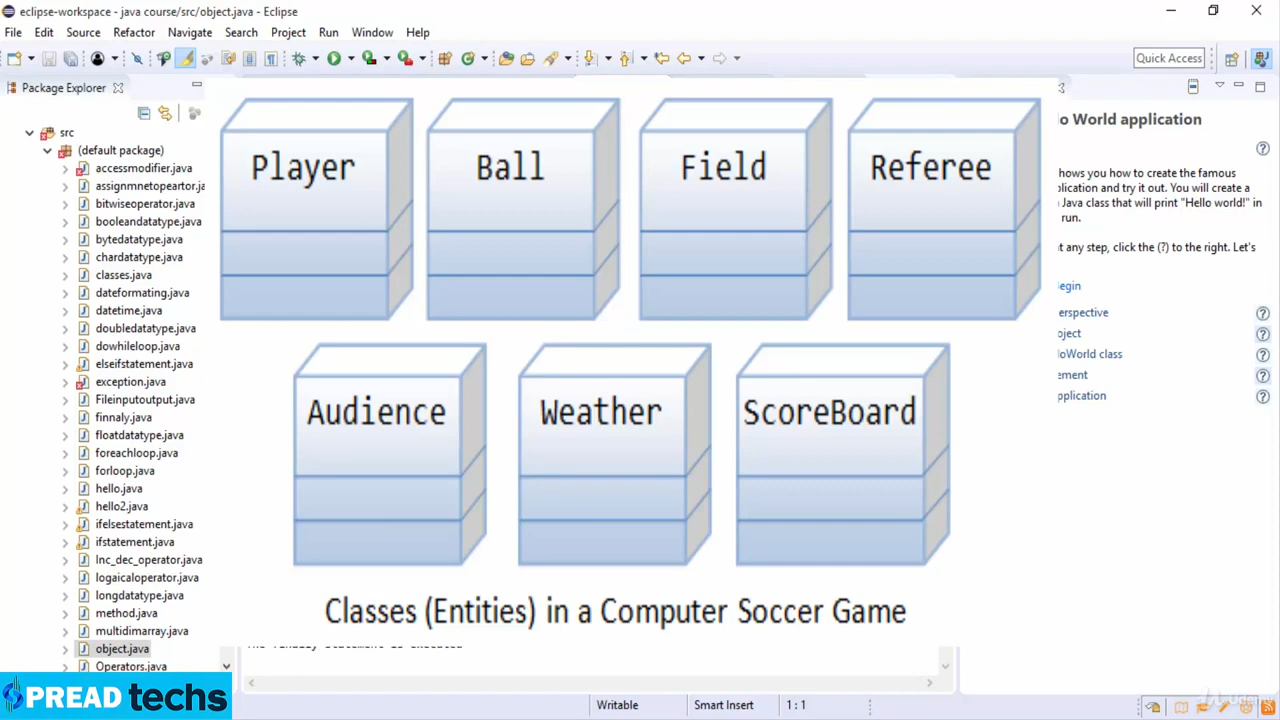 eclipse-workspace - java course/src/object.java - Eclipse
File Edit Source Refactor Navigate Search Project Run Window Help
Quick Access
Package Explorer
src
(default package)
accessmodifier.java
assignmnetopeartor.ja
bitwiseoperator.java
booleandatatype.java
bytedatatype.java
chardatatype.java
classes.java
dateformating.java
datetime.java
doubledatatype.java
dowhileloop.java
elseifstatement.java
exception.java
Fileinputoutput.java
finnaly.java
floatdatatype.java
foreachloop.java
forloop.java
hello.java
hello2.java
ifelsestatement.java
ifstatement.java
Inc_dec_operator.java
logaicaloperator.java
longdatatype.java
method.java
multidimarray.java
object.java
Operators.java
Player Ball Field Referee
Audience Weather ScoreBoard
Classes (Entities) in a Computer Soccer Game
o World application
hows you how to create the famous
plication and try it out. You will create a
Java class that will print "Hello world!" in
run.
t any step, click the (?) to the right. Let's
egin
erspective
oject
loWorld class
ement
pplication
Writable Smart Insert 1 : 1
SPREAD techs